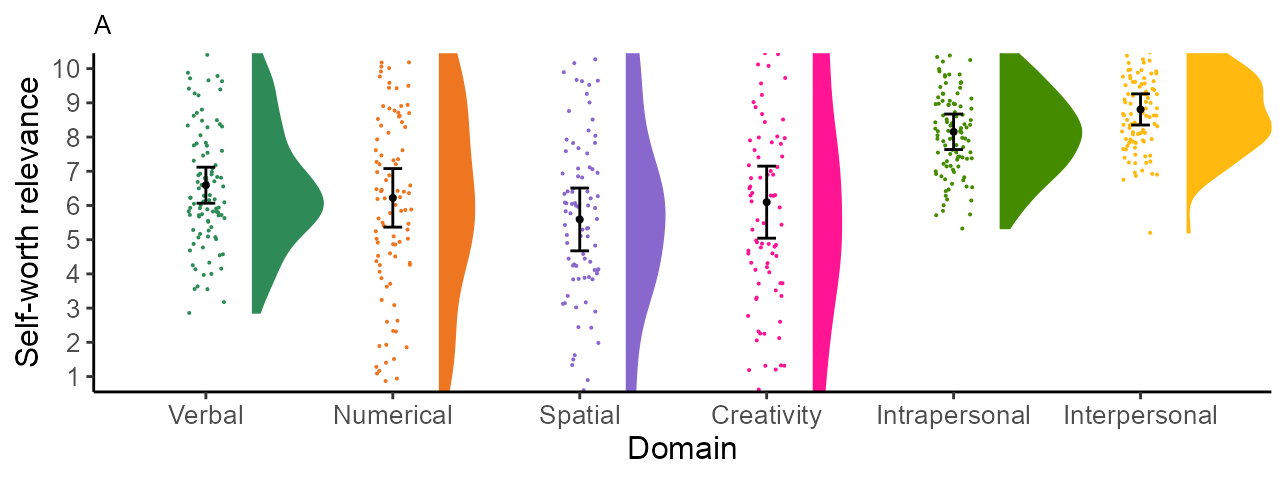 A
Self-worth relevance
10
9
8
7
6
5
4
3
2
1
Verbal Numerical Spatial Creativity Intrapersonal Interpersonal
Domain